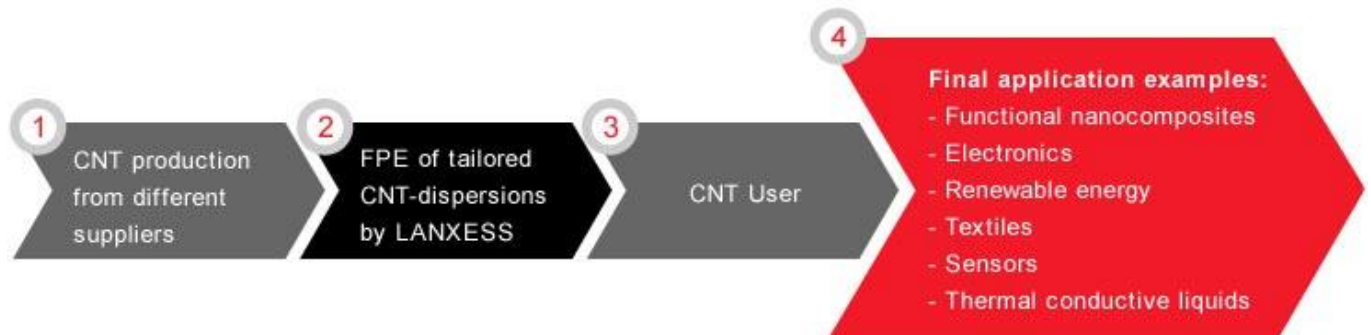 1
CNT production
from different
suppliers
2
FPE of tailored
CNT-dispersions
by LANXESS
3
CNT User
4
Final application examples:
- Functional nanocomposites
- Electronics
- Renewable energy
- Textiles
- Sensors
- Thermal conductive liquids